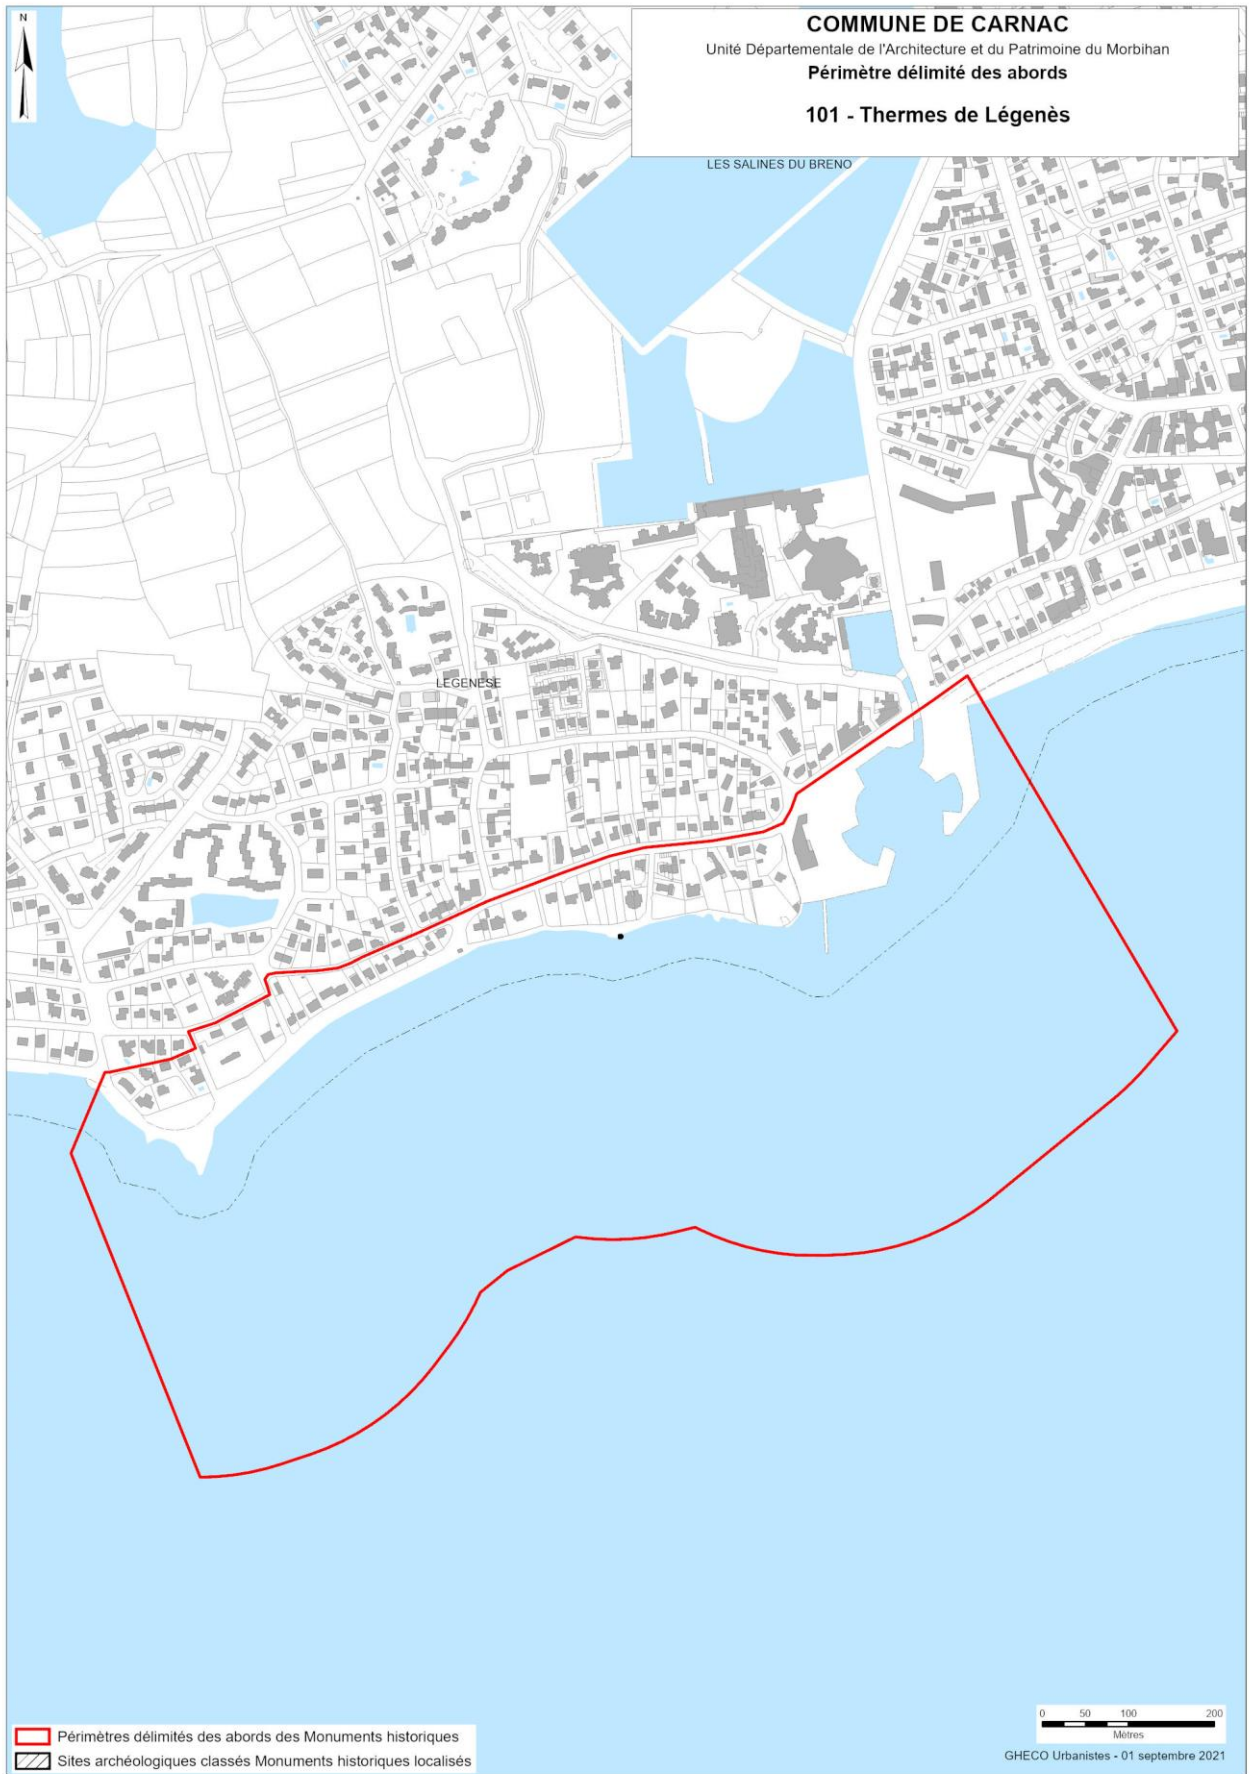 N
COMMUNE DE CARNAC
Unité Départementale de l'Architecture et du Patrimoine du Morbihan
Périmètre délimité des abords
101 - Thermes de Légenès
LES SALINES DU BRENO
LEGENESE
Périmètres délimités des abords des Monuments historiques
Sites archéologiques classés Monuments historiques localisés
0 50 100 200
Mètres
GHECO Urbanistes - 01 septembre 2021